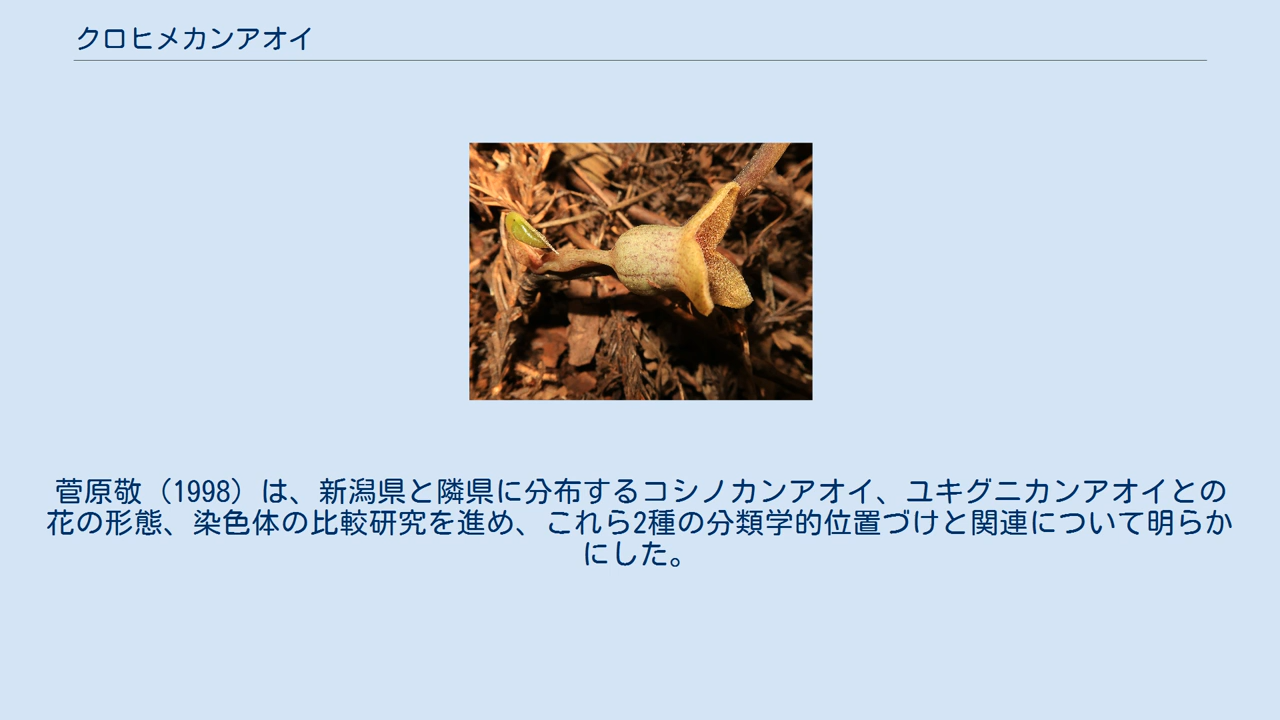 クロヒメカンアオイ
菅原敬（1998）は、新潟県と隣県に分布するコシノカンアオイ、ユキグニカンアオイとの
花の形態、染色体の比較研究を進め、これら2種の分類学的位置づけと関連について明らか
にした。